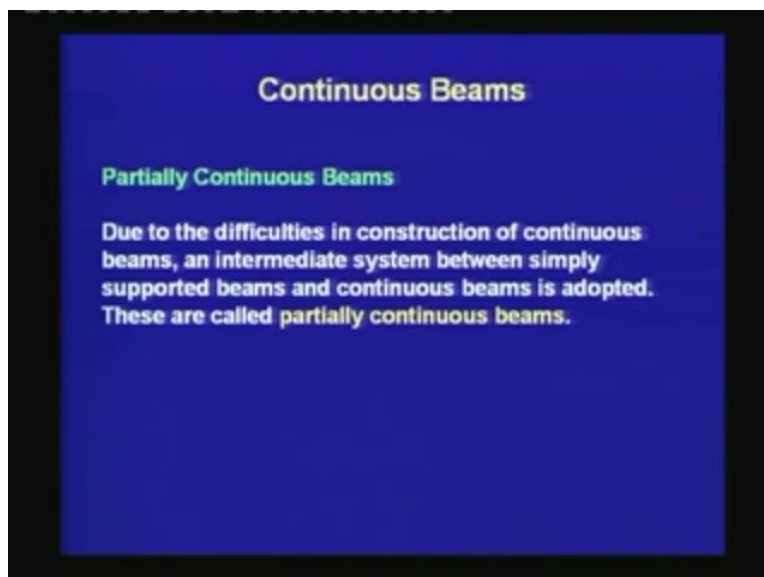 Continuous Beams
Partially Continuous Beams
Due to the difficulties in construction of continuous
beams, an intermediate system between simply
supported beams and continuous beams is adopted.
These are called partially continuous beams.